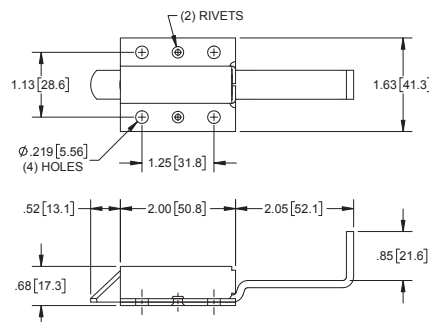 (2) RIVETS
1.13[28.6]
1.63[41.3]
Ø.219[5.56]
(4) HOLES
1.25[31.8]
.52[13.1]
2.00[50.8]
2.05[52.1]
.85[21.6]
.68[17.3]